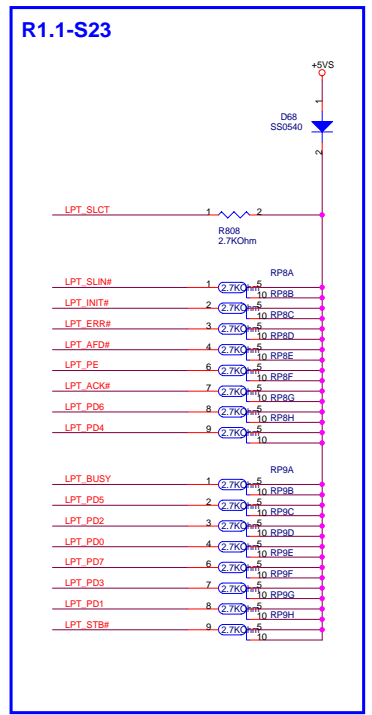 R1.1-S23
+5VS
1
D68
SS0540
2
LPT_SLCT 1 2
R808
2.7KOhm
RP8A
LPT_SLIN# 1 2.7KOhm 5
10 RP8B
LPT_INIT# 2 2.7KOhm 5
10 RP8C
LPT_ERR# 3 2.7KOhm 5
10 RP8D
LPT_AFD# 4 2.7KOhm 5
10 RP8E
LPT_PE 6 2.7KOhm 5
10 RP8F
LPT_ACK# 7 2.7KOhm 5
10 RP8G
LPT_PD6 8 2.7KOhm 5
10 RP8H
LPT_PD4 9 2.7KOhm 5
10
RP9A
LPT_BUSY 1 2.7KOhm 5
10 RP9B
LPT_PD5 2 2.7KOhm 5
10 RP9C
LPT_PD2 3 2.7KOhm 5
10 RP9D
LPT_PD0 4 2.7KOhm 5
10 RP9E
LPT_PD7 6 2.7KOhm 5
10 RP9F
LPT_PD3 7 2.7KOhm 5
10 RP9G
LPT_PD1 8 2.7KOhm 5
10 RP9H
LPT_STB# 9 2.7KOhm 5
10